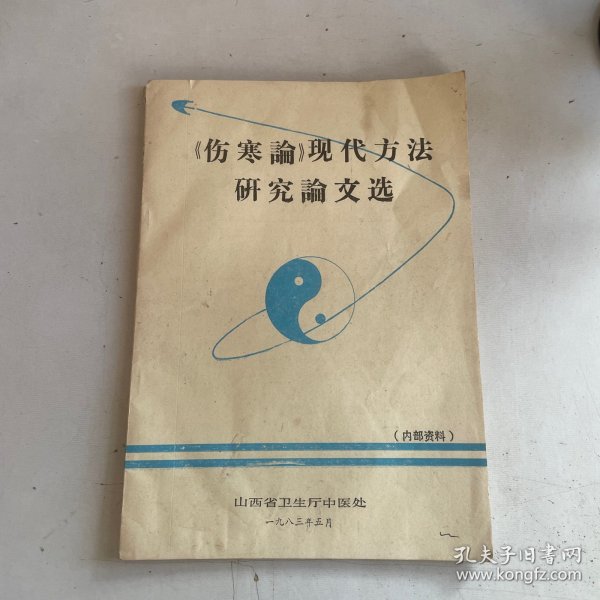 《伤寒論》现代方法
研究論文选
（内部资料）
山西省卫生厅中医处
一九八三年五月
孔夫子旧书网
www.kongfz.com